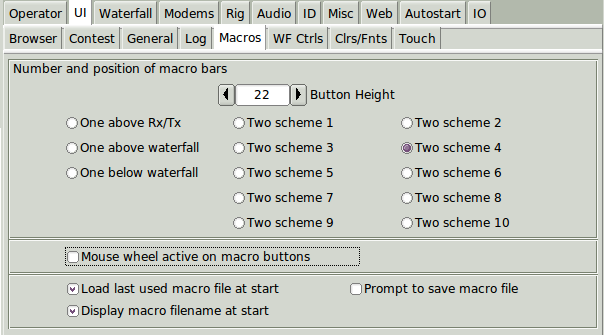 Operator UI Waterfall Modems Rig Audio ID Misc Web Autostart IO
Browser Contest General Log Macros WF Ctrls Clrs/Fnts Touch
Number and position of macro bars
22 Button Height
One above Rx/Tx Two scheme 1 Two scheme 2
One above waterfall Two scheme 3 Two scheme 4
One below waterfall Two scheme 5 Two scheme 6
Two scheme 7 Two scheme 8
Two scheme 9 Two scheme 10
Mouse wheel active on macro buttons
Load last used macro file at start Prompt to save macro file
Display macro filename at start